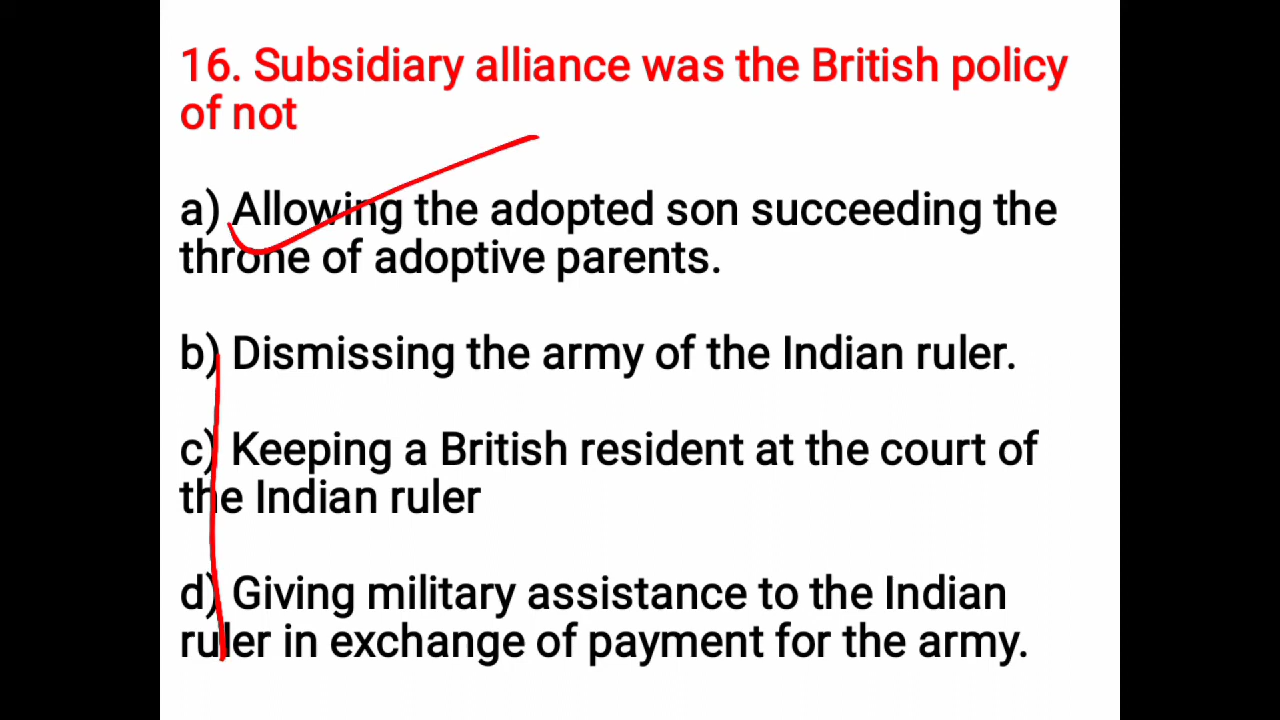 16. Subsidiary alliance was the British policy
of not
a) Allowing the adopted son succeeding the
throne of adoptive parents.
b) Dismissing the army of the Indian ruler.
c) Keeping a British resident at the court of
the Indian ruler
d) Giving military assistance to the Indian
ruler in exchange of payment for the army.